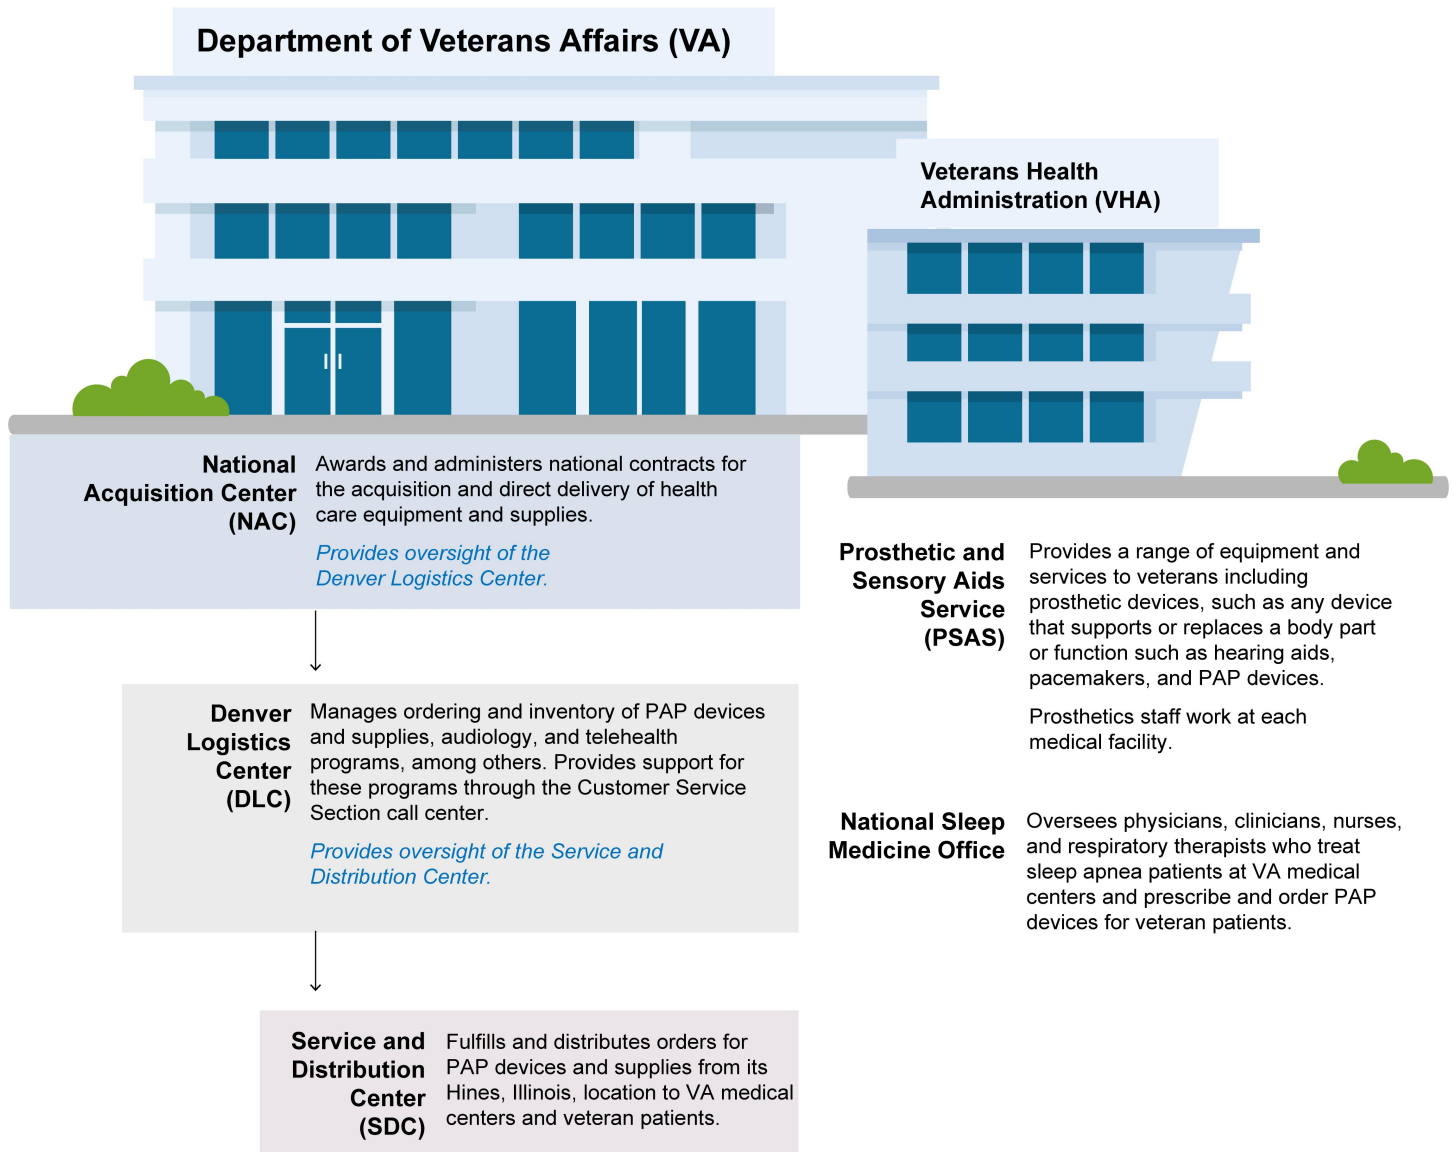 Department of Veterans Affairs (VA)
Veterans Health
Administration (VHA)
National
Acquisition Center
(NAC)
Awards and administers national contracts for
the acquisition and direct delivery of health
care equipment and supplies.
Provides oversight of the
Denver Logistics Center.
Denver
Logistics
Center
(DLC)
Manages ordering and inventory of PAP devices
and supplies, audiology, and telehealth
programs, among others. Provides support for
these programs through the Customer Service
Section call center.
Provides oversight of the Service and
Distribution Center.
Service and
Distribution
Center
(SDC)
Fulfills and distributes orders for
PAP devices and supplies from its
Hines, Illinois, location to VA medical
centers and veteran patients.
Prosthetic and
Sensory Aids
Service
(PSAS)
Provides a range of equipment and
services to veterans including
prosthetic devices, such as any device
that supports or replaces a body part
or function such as hearing aids,
pacemakers, and PAP devices.
Prosthetics staff work at each
medical facility.
National Sleep
Medicine Office
Oversees physicians, clinicians, nurses,
and respiratory therapists who treat
sleep apnea patients at VA medical
centers and prescribe and order PAP
devices for veteran patients.